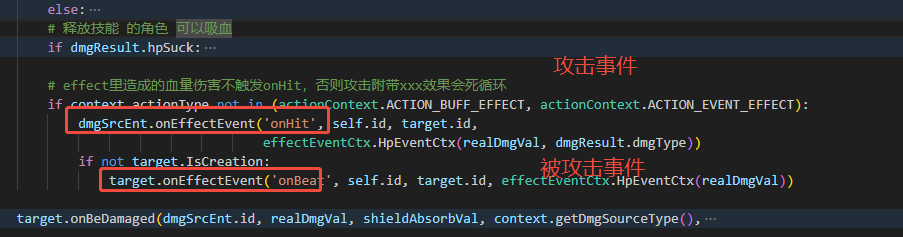 else:…
# 释放技能 的角色 可以吸血
if dmgResult.hpSuck:…
攻击事件
# effect里造成的血量伤害不触发onHit，否则攻击附带xxx效果会死循环
if context.actionType not in (actionContext.ACTION_BUFF_EFFECT, actionContext.ACTION_EVENT_EFFECT):
dmgSrcEnt.onEffectEvent('onHit', self.id, target.id,
effectEventCtx.HpEventCtx(realDmgVal, dmgResult.dmgType))
被攻击事件
if not target.IsCreation:
target.onEffectEvent('onBeat', self.id, target.id, effectEventCtx.HpEventCtx(realDmgVal))
target.onBeDamaged(dmgSrcEnt.id, realDmgVal, shieldAbsorbVal, context.getDmgSourceType(),…